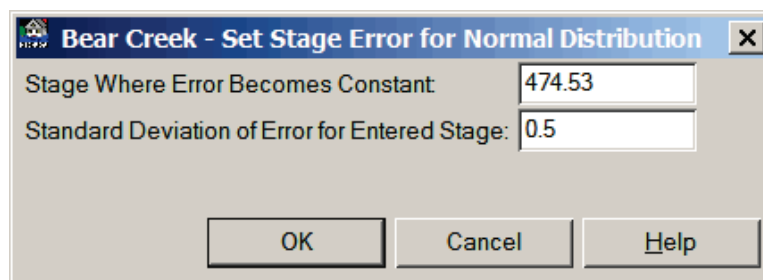 Bear Creek - Set Stage Error for Normal Distribution
Stage Where Error Becomes Constant: 474.53
Standard Deviation of Error for Entered Stage: 0.5
OK Cancel Help